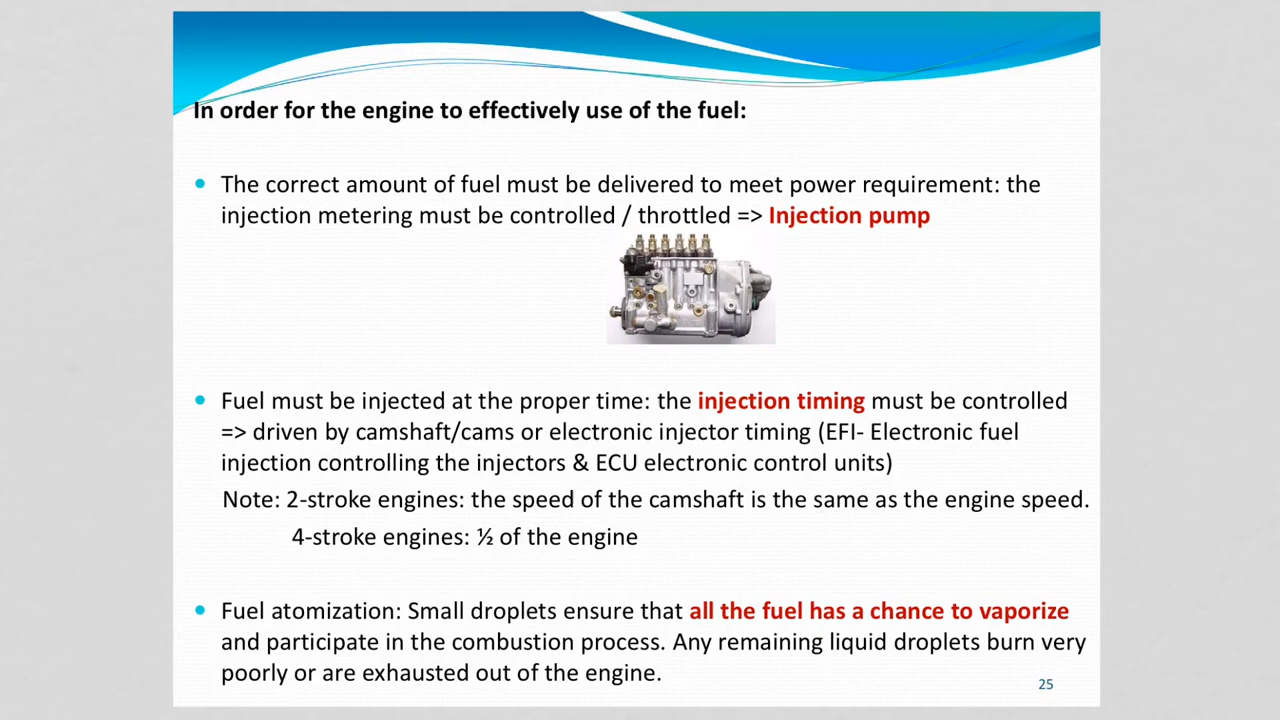 In order for the engine to effectively use of the fuel:
The correct amount of fuel must be delivered to meet power requirement: the
injection metering must be controlled / throttled => Injection pump
Fuel must be injected at the proper time: the injection timing must be controlled
=> driven by camshaft/cams or electronic injector timing (EFI- Electronic fuel
injection controlling the injectors & ECU electronic control units)
Note: 2-stroke engines: the speed of the camshaft is the same as the engine speed.
4-stroke engines: ½ of the engine
Fuel atomization: Small droplets ensure that all the fuel has a chance to vaporize
and participate in the combustion process. Any remaining liquid droplets burn very
poorly or are exhausted out of the engine.
25